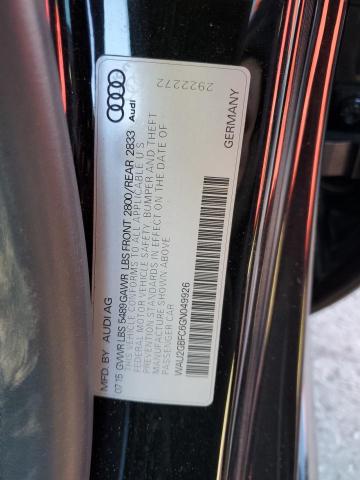 MFD. BY AUDI AG
07/15 GVWR LBS 5489 GAWR LBS FRONT 2800/REAR 2833
THIS VEHICLE CONFORMS TO ALL APPLICABLE U.S.
FEDERAL MOTOR VEHICLE SAFETY, BUMPER AND THEFT
PREVENTION STANDARDS IN EFFECT ON THE DATE OF
MANUFACTURE SHOWN ABOVE.
PASSENGER CAR
WAU2GBFC6GN049926
GERMANY
Audi
2922272